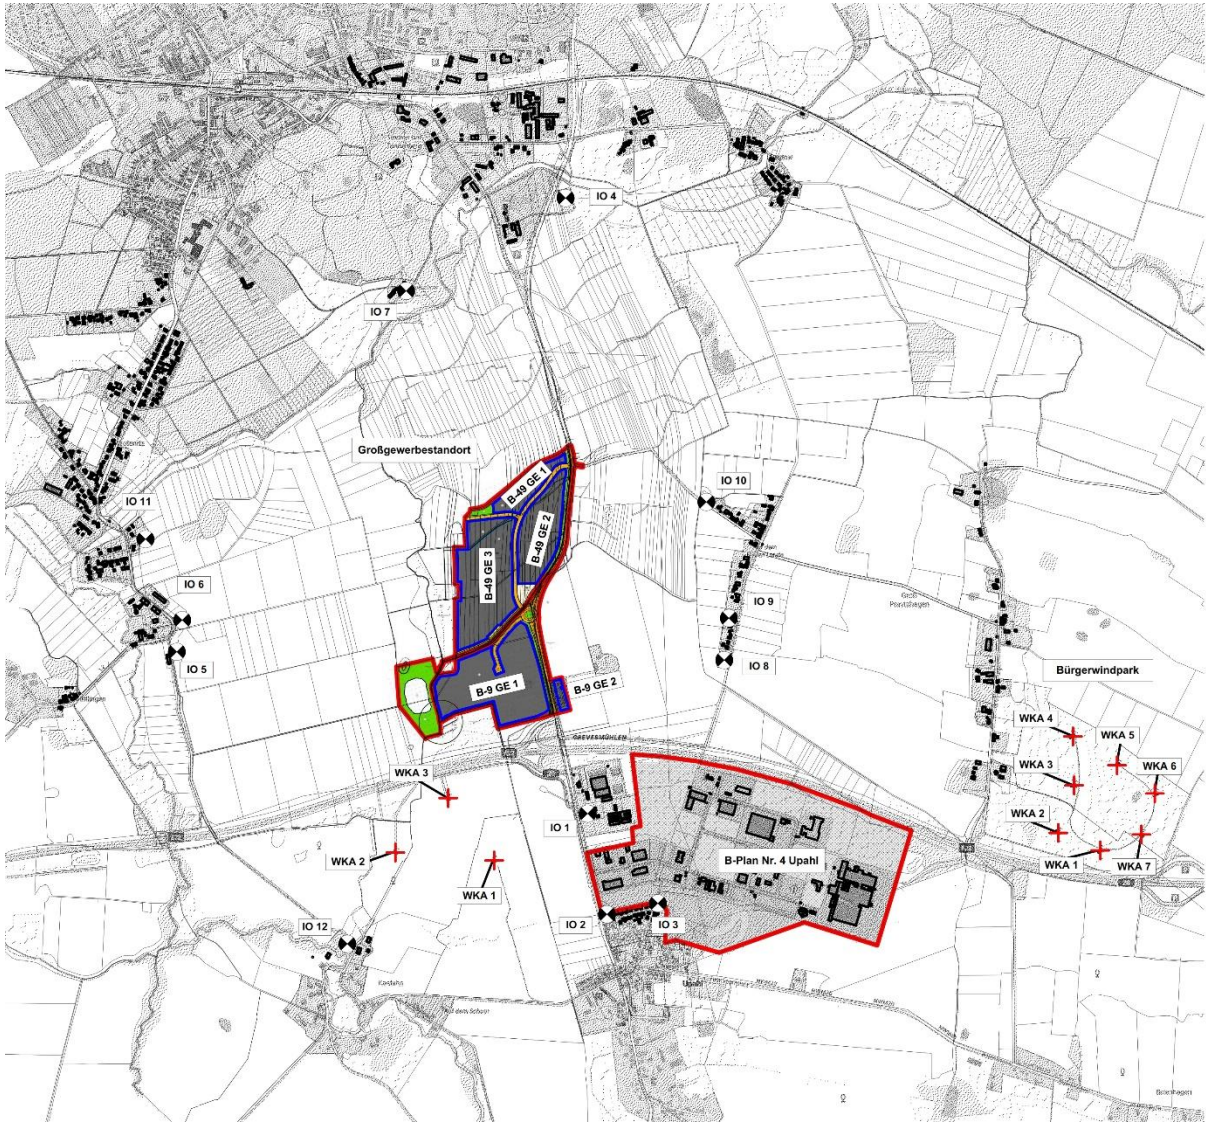 IO 4
IO 7
Großgewerbestandort
B-49 GE 1
IO 10
IO 11
B-49 GE 2
B-49 GE 3
IO 6
IO 9
IO 5
IO 8
Bürgerwindpark
B-9 GE 1
B-9 GE 2
WKA 4
WKA 5
GREVESMÜHLEN
WKA 3
WKA 3
WKA 6
IO 1
WKA 2
WKA 2
B-Plan Nr. 4 Upahl
WKA 1
WKA 7
WKA 1
IO 2
IO 3
IO 12
Upahl